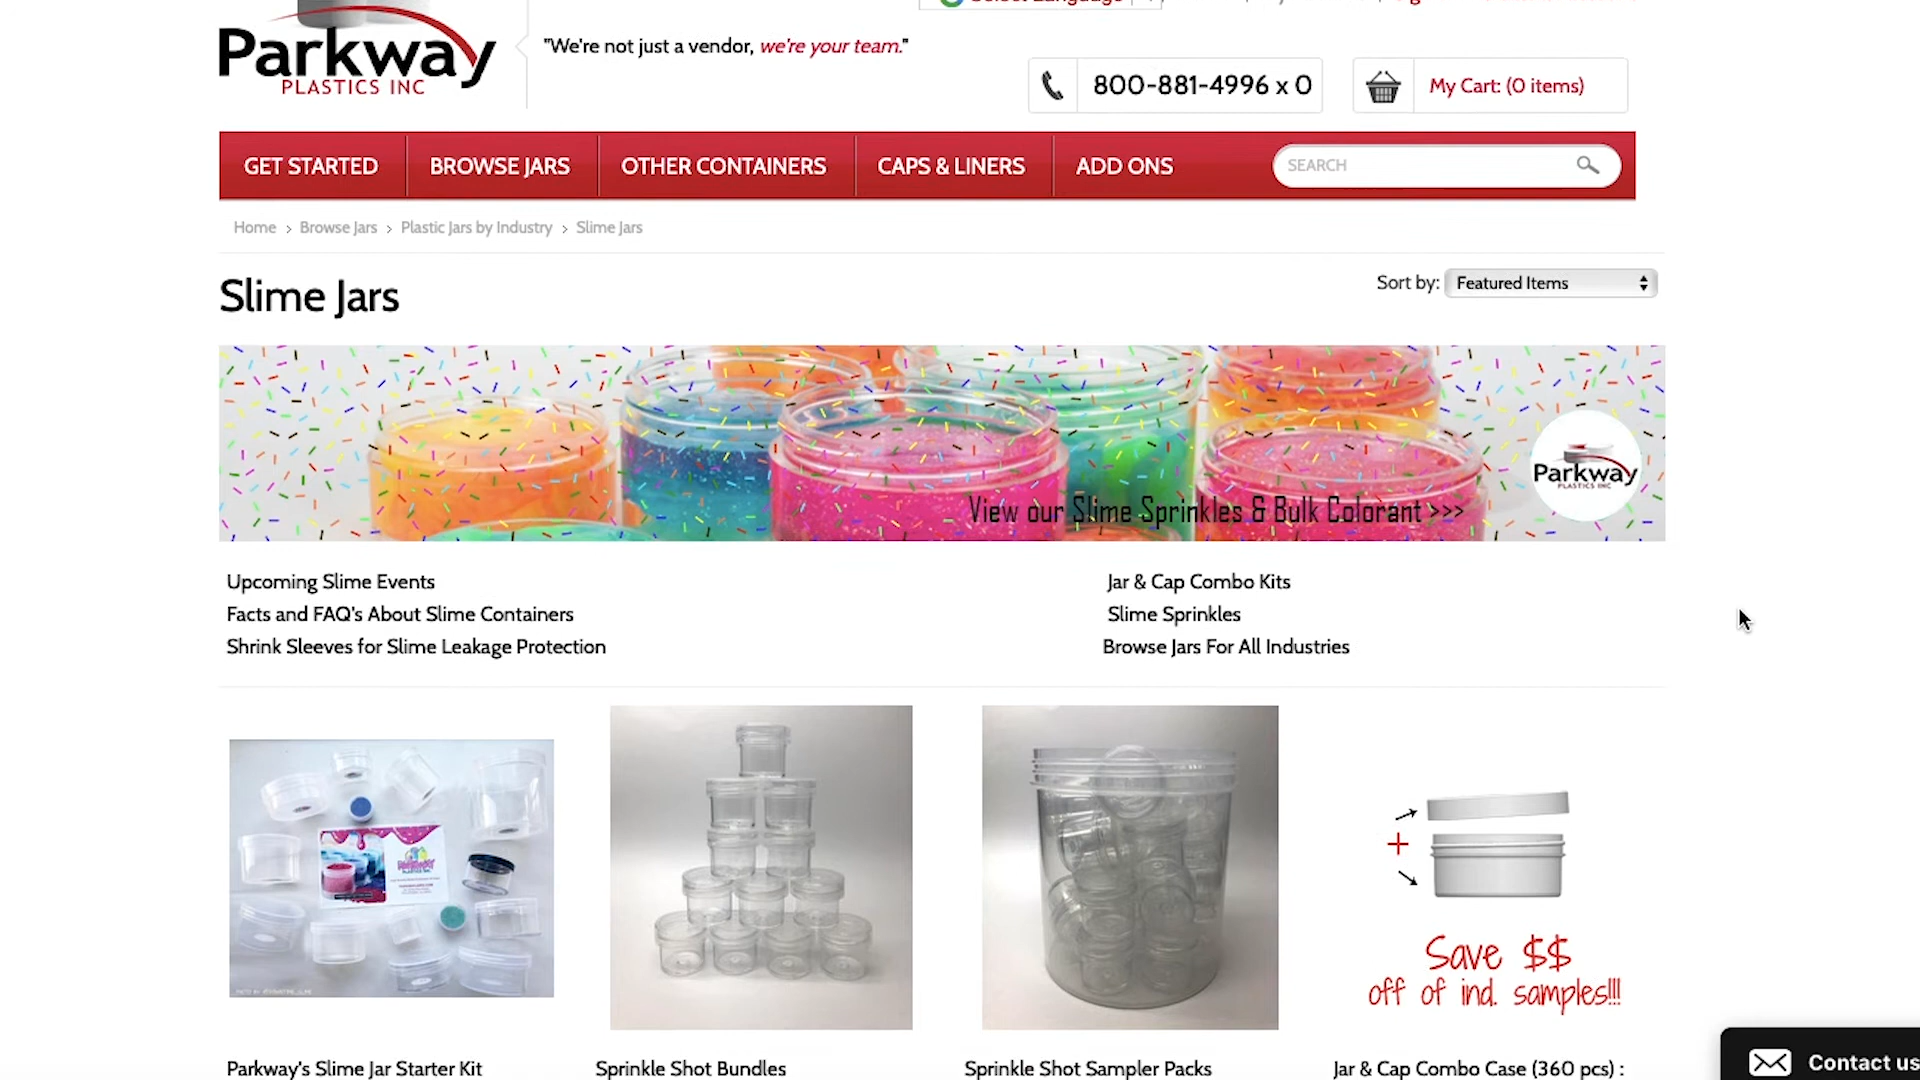 Parkway
PLASTICS INC
"We're not just a vendor, we're your team."
800-881-4996 x 0
My Cart: (0 items)
GET STARTED
BROWSE JARS
OTHER CONTAINERS
CAPS & LINERS
ADD ONS
SEARCH
Home > Browse Jars > Plastic Jars by Industry > Slime Jars
Slime Jars
Sort by: Featured Items
Parkway
PLASTICS INC
View our Slime Sprinkles & Bulk Colorant >>>
Upcoming Slime Events
Facts and FAQ's About Slime Containers
Shrink Sleeves for Slime Leakage Protection
Jar & Cap Combo Kits
Slime Sprinkles
Browse Jars For All Industries
Save $$
off of ind. samples!!!
Parkway's Slime Jar Starter Kit
Sprinkle Shot Bundles
Sprinkle Shot Sampler Packs
Jar & Cap Combo Case (360 pcs) :
Contact us